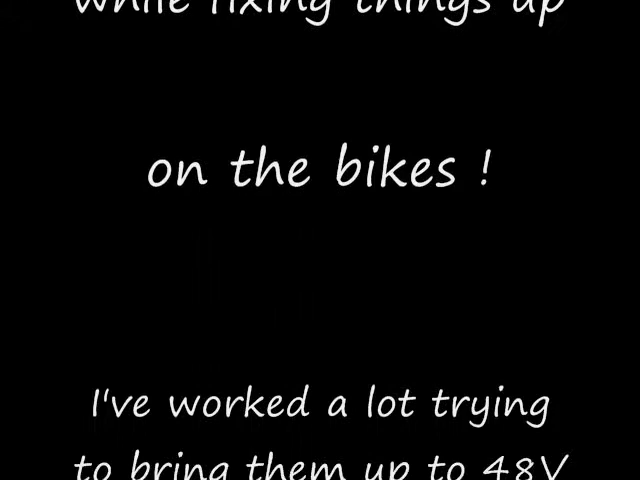 while fixing things up
on the bikes !
I've worked a lot trying
to bring them up to 48V